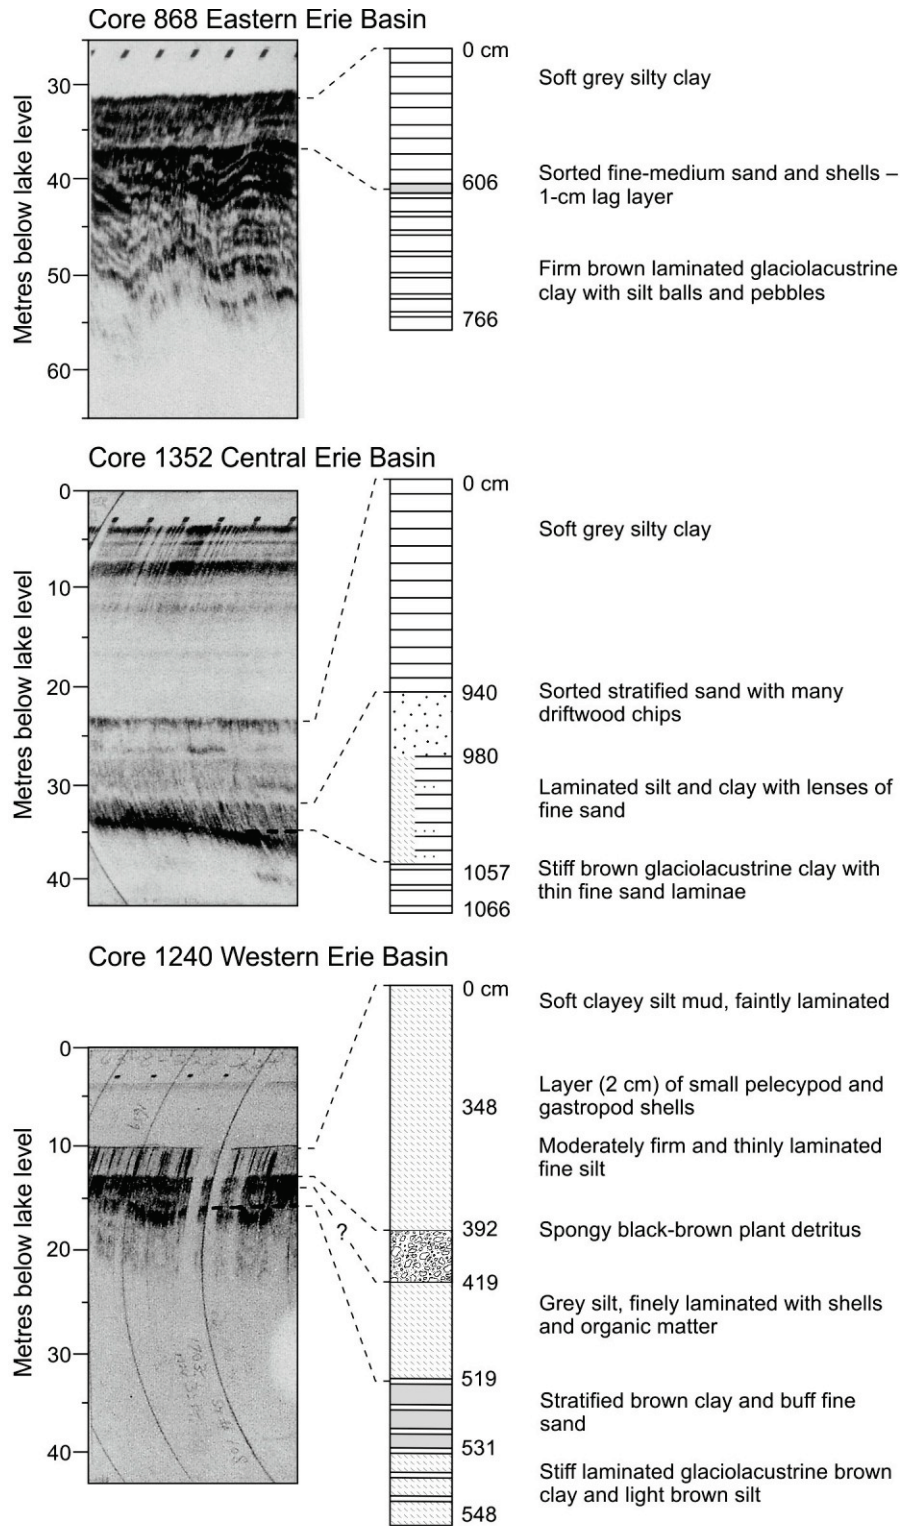 Core 868 Eastern Erie Basin
Metres below lake level
30
40
50
60
0 cm
606
766
Soft grey silty clay
Sorted fine-medium sand and shells –
1-cm lag layer
Firm brown laminated glaciolacustrine
clay with silt balls and pebbles
Core 1352 Central Erie Basin
Metres below lake level
0
10
20
30
40
0 cm
940
980
1057
1066
Soft grey silty clay
Sorted stratified sand with many
driftwood chips
Laminated silt and clay with lenses of
fine sand
Stiff brown glaciolacustrine clay with
thin fine sand laminae
Core 1240 Western Erie Basin
Metres below lake level
0
10
20
30
40
?
0 cm
348
392
419
519
531
548
Soft clayey silt mud, faintly laminated
Layer (2 cm) of small pelecypod and
gastropod shells
Moderately firm and thinly laminated
fine silt
Spongy black-brown plant detritus
Grey silt, finely laminated with shells
and organic matter
Stratified brown clay and buff fine
sand
Stiff laminated glaciolacustrine brown
clay and light brown silt